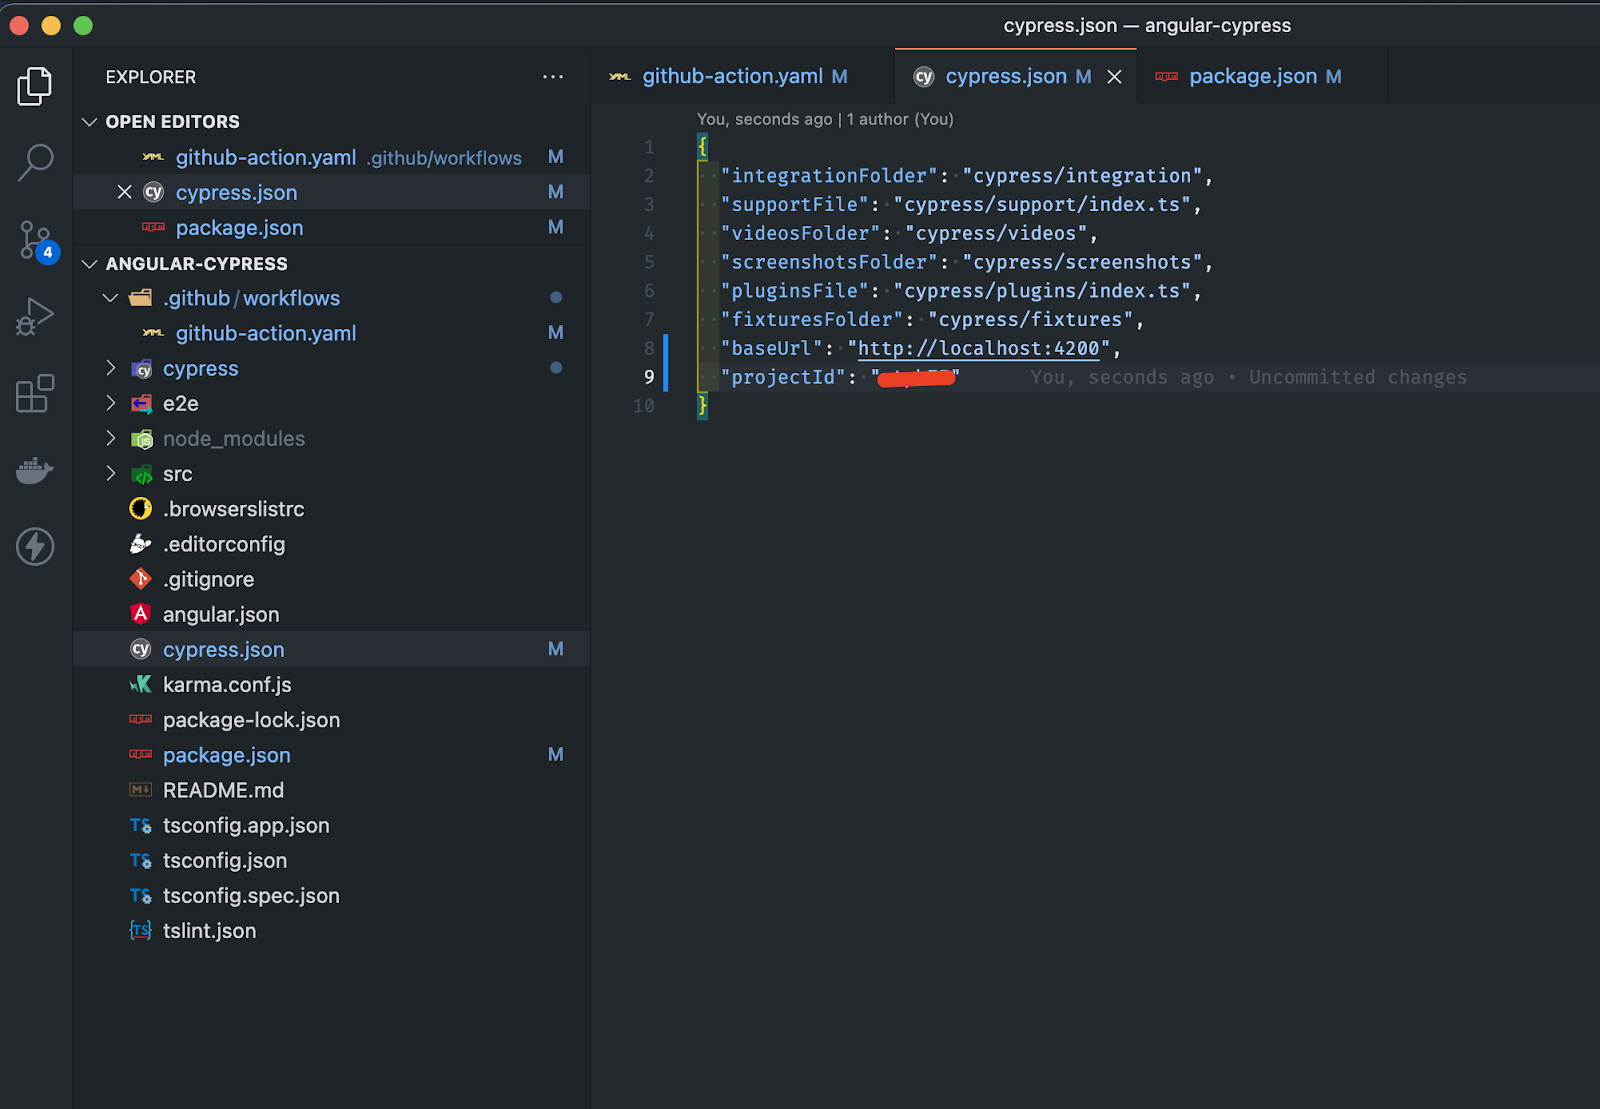 cypress.json — angular-cypress
EXPLORER
OPEN EDITORS
github-action.yaml .github/workflows M
cypress.json M
package.json M
ANGULAR-CYPRESS
.github/workflows
github-action.yaml M
cypress
e2e
node_modules
src
.browserslistrc
.editorconfig
.gitignore
angular.json
cypress.json M
karma.conf.js
package-lock.json
package.json M
README.md
tsconfig.app.json
tsconfig.json
tsconfig.spec.json
tslint.json
4
github-action.yaml M
cypress.json M
package.json M
You, seconds ago | 1 author (You)
1 {
2 "integrationFolder": "cypress/integration",
3 "supportFile": "cypress/support/index.ts",
4 "videosFolder": "cypress/videos",
5 "screenshotsFolder": "cypress/screenshots",
6 "pluginsFile": "cypress/plugins/index.ts",
7 "fixturesFolder": "cypress/fixtures",
8 "baseUrl": "http://localhost:4200",
9 "projectId": " " You, seconds ago • Uncommitted changes
10 }